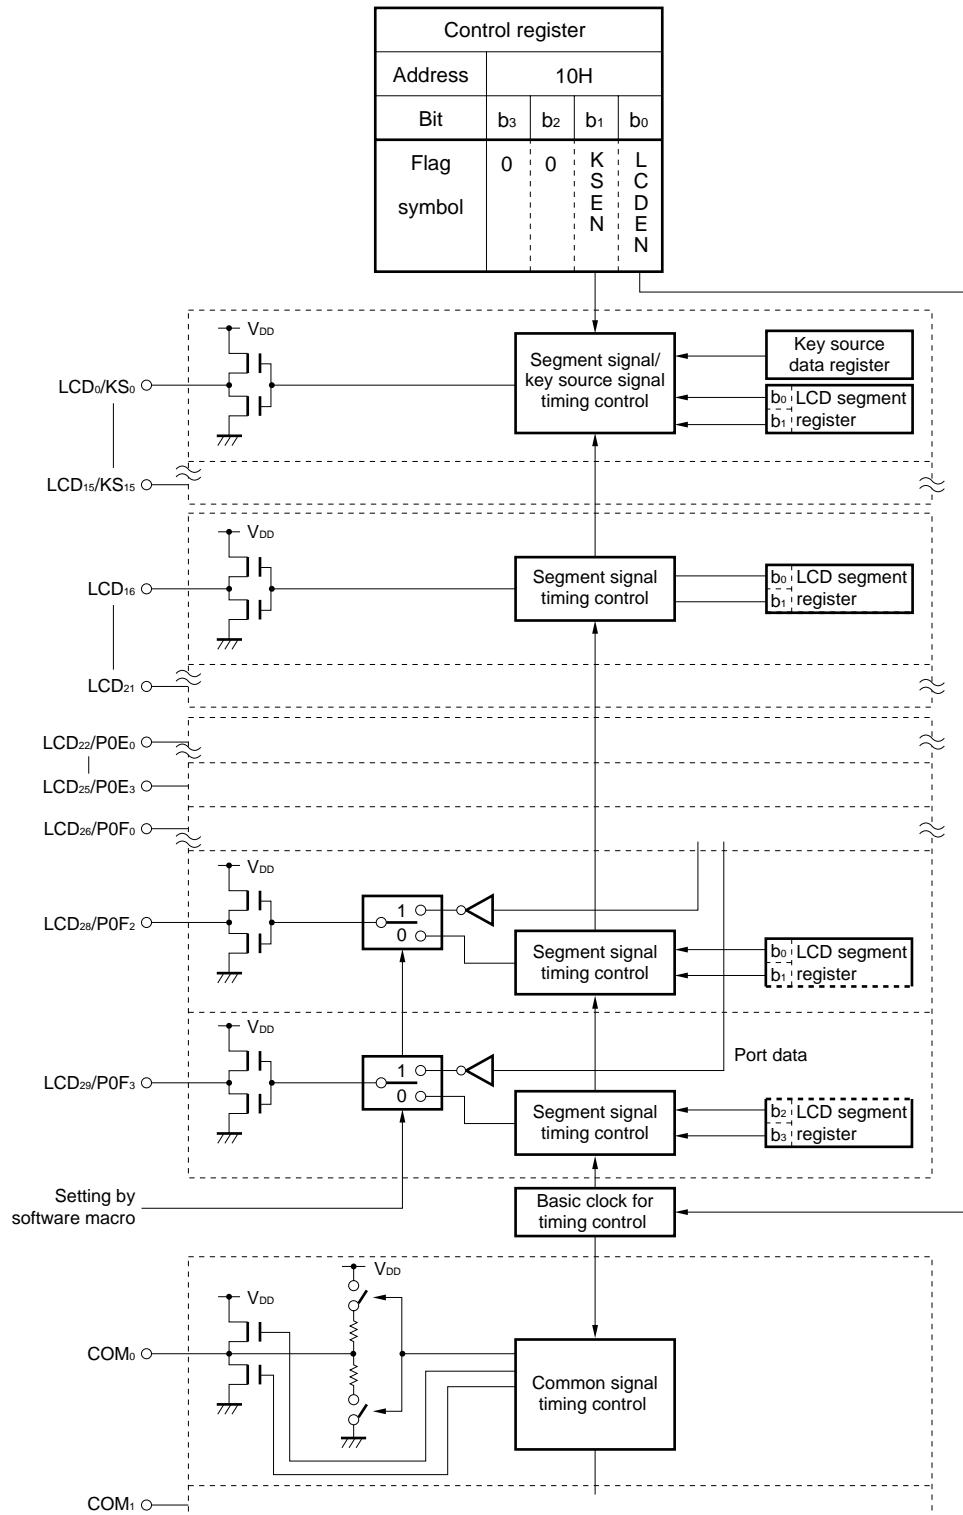 Control register
Address 10H
Bit b3 b2 b1 b0
Flag symbol 0 0 KSEN LCDEN
VDD
LCD0/KS0
Segment signal/
key source signal
timing control
Key source
data register
b0 LCD segment
b1 register
LCD15/KS15
VDD
LCD16
Segment signal
timing control
b0 LCD segment
b1 register
LCD21
LCD22/P0E0
LCD25/P0E3
LCD26/P0F0
VDD
LCD28/P0F2
1
0
Segment signal
timing control
b0 LCD segment
b1 register
VDD
Port data
LCD29/P0F3
1
0
Segment signal
timing control
b2 LCD segment
b3 register
Setting by
software macro
Basic clock for
timing control
VDD
VDD
COM0
Common signal
timing control
COM1